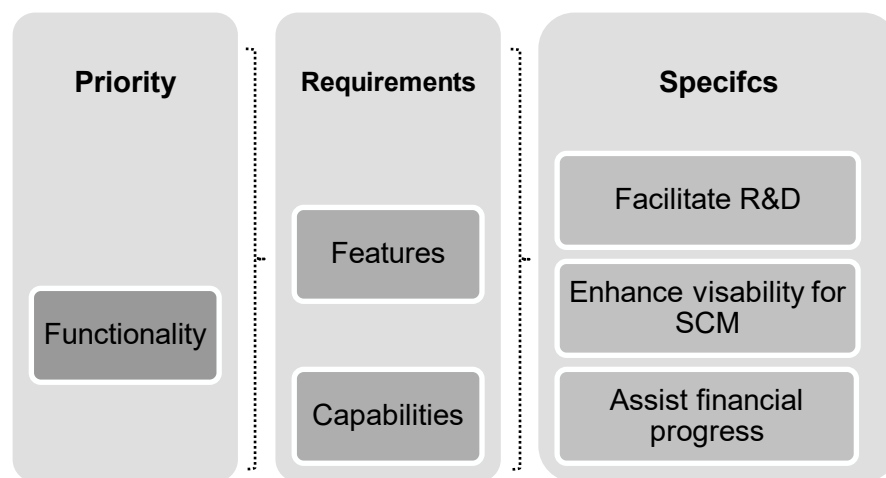 Priority
Functionality
Requirements
Features
Capabilities
Specifcs
Facilitate R&D
Enhance visability for
SCM
Assist financial
progress